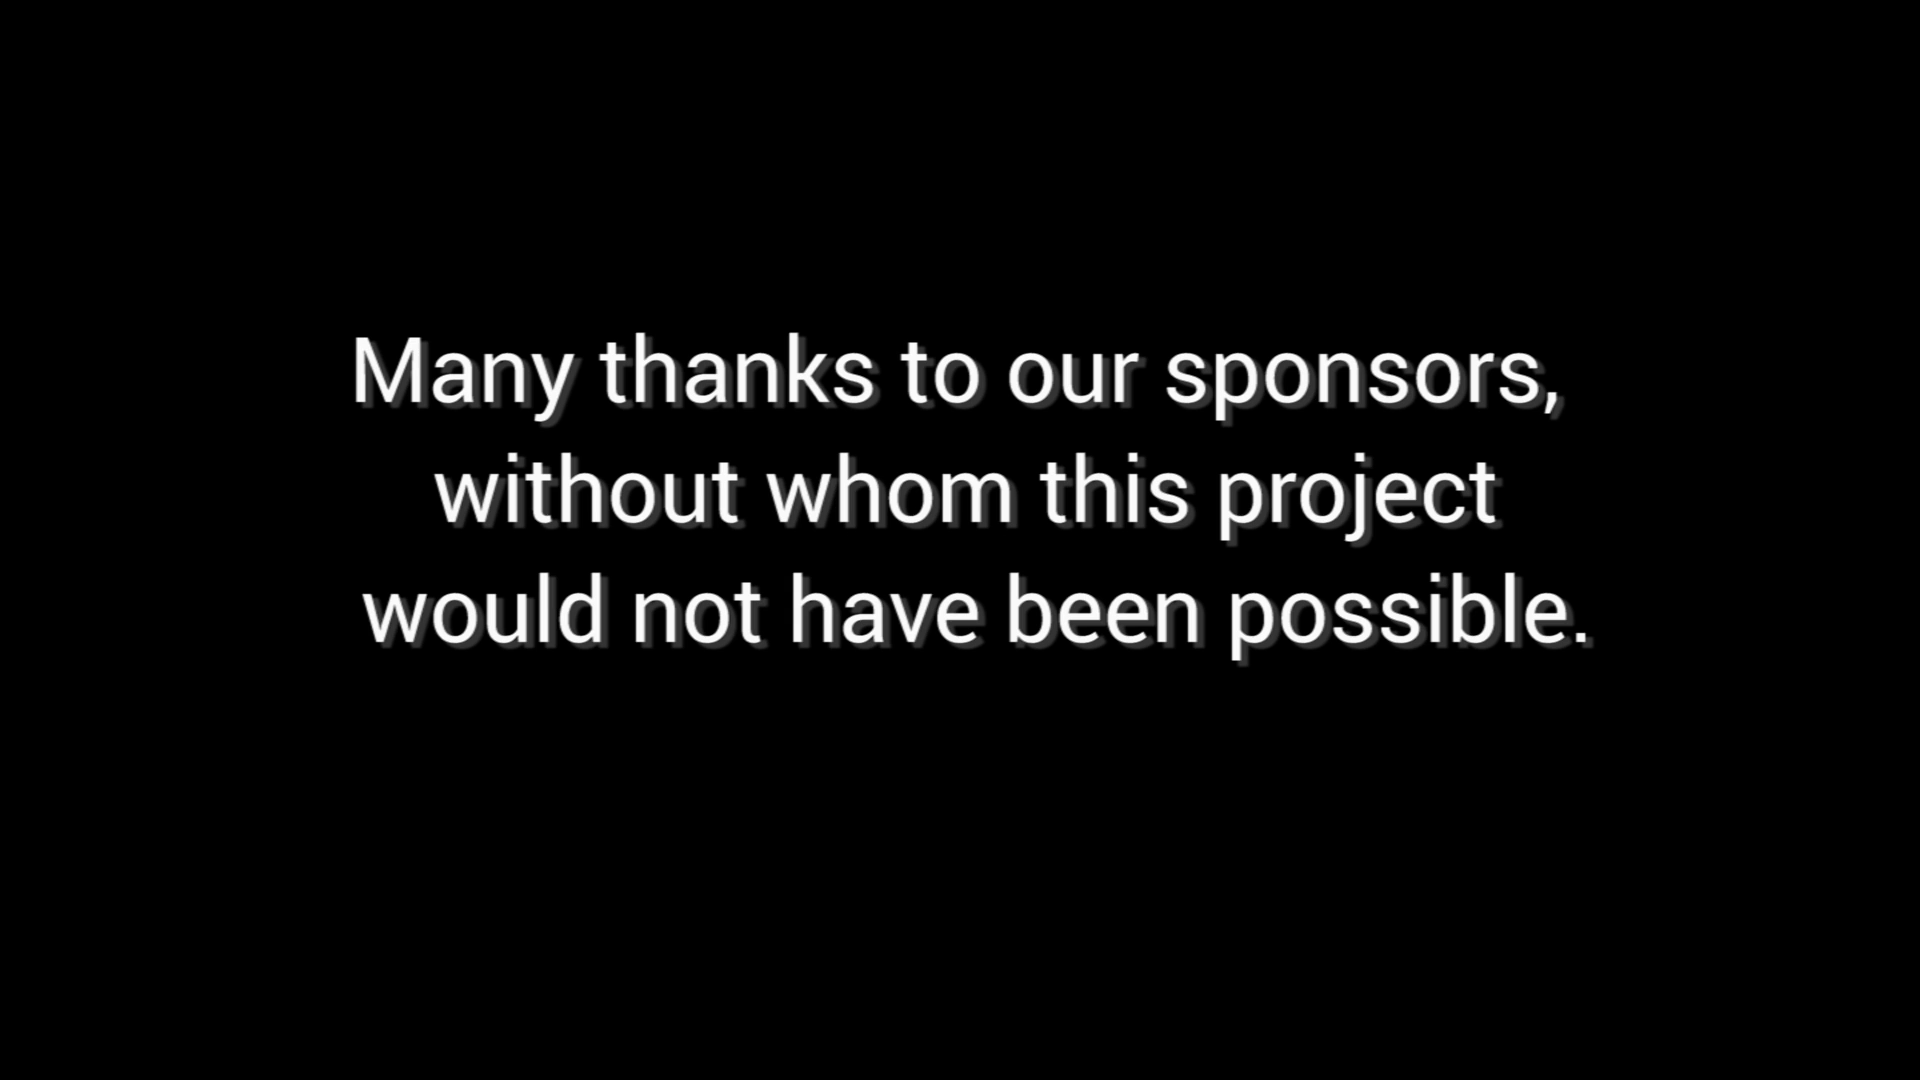 Many thanks to our sponsors,
without whom this project
would not have been possible.